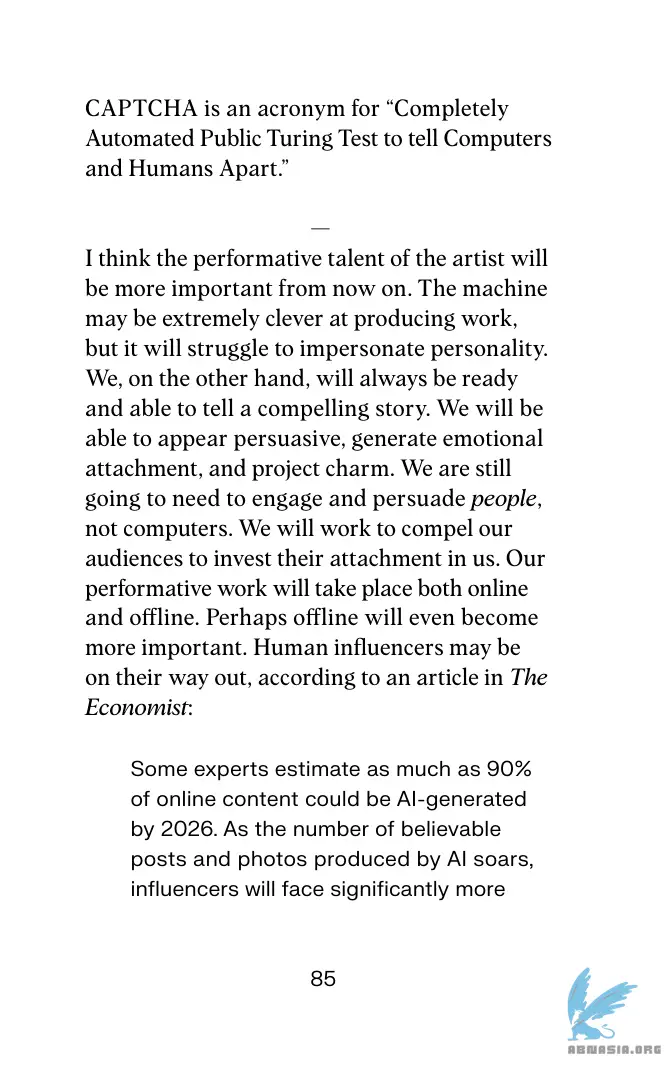 CAPTCHA is an acronym for “Completely
Automated Public Turing Test to tell Computers
and Humans Apart.”
—
I think the performative talent of the artist will
be more important from now on. The machine
may be extremely clever at producing work,
but it will struggle to impersonate personality.
We, on the other hand, will always be ready
and able to tell a compelling story. We will be
able to appear persuasive, generate emotional
attachment, and project charm. We are still
going to need to engage and persuade people,
not computers. We will work to compel our
audiences to invest their attachment in us. Our
performative work will take place both online
and offline. Perhaps offline will even become
more important. Human influencers may be
on their way out, according to an article in The
Economist:
Some experts estimate as much as 90%
of online content could be AI-generated
by 2026. As the number of believable
posts and photos produced by AI soars,
influencers will face significantly more
85
ABNASIA.ORG